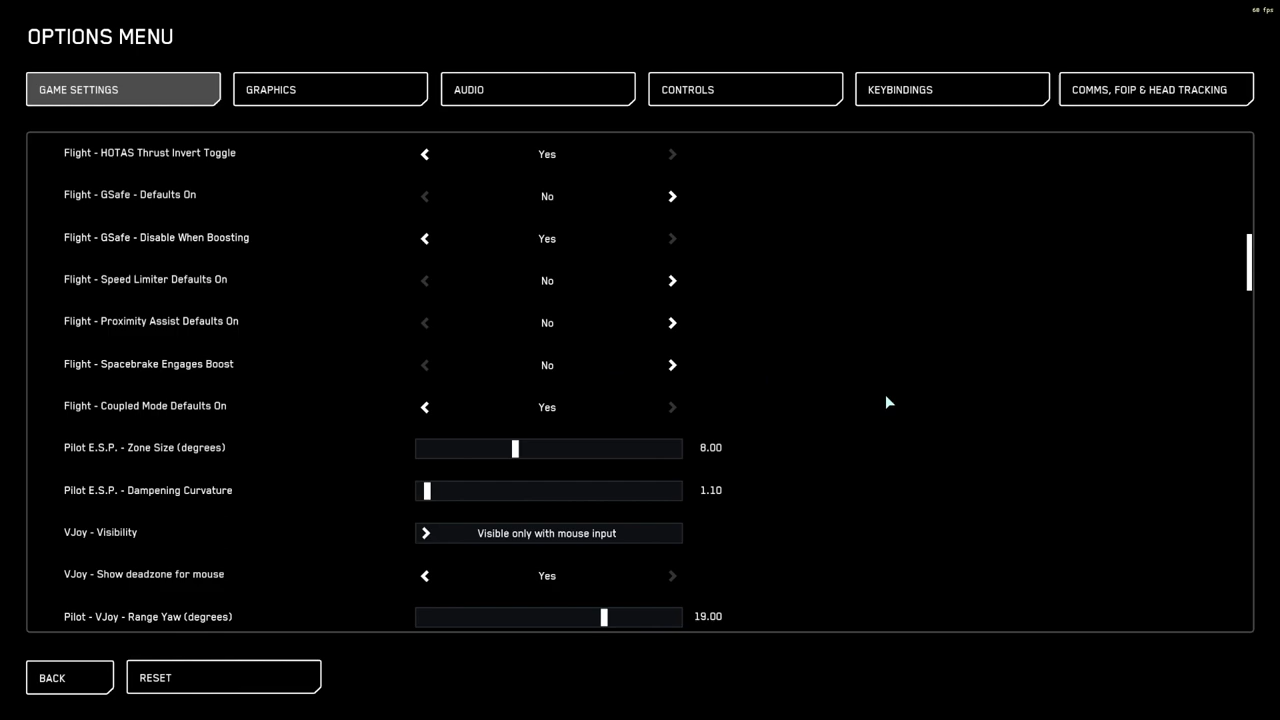 60 fps
OPTIONS MENU
GAME SETTINGS
GRAPHICS
AUDIO
CONTROLS
KEYBINDINGS
COMMS, FOIP & HEAD TRACKING
Flight - HOTAS Thrust Invert Toggle Yes
Flight - GSafe - Defaults On No
Flight - GSafe - Disable When Boosting Yes
Flight - Speed Limiter Defaults On No
Flight - Proximity Assist Defaults On No
Flight - Spacebrake Engages Boost No
Flight - Coupled Mode Defaults On Yes
Pilot E.S.P. - Zone Size (degrees) 8.00
Pilot E.S.P. - Dampening Curvature 1.10
VJoy - Visibility Visible only with mouse input
VJoy - Show deadzone for mouse Yes
Pilot - VJoy - Range Yaw (degrees) 19.00
BACK
RESET